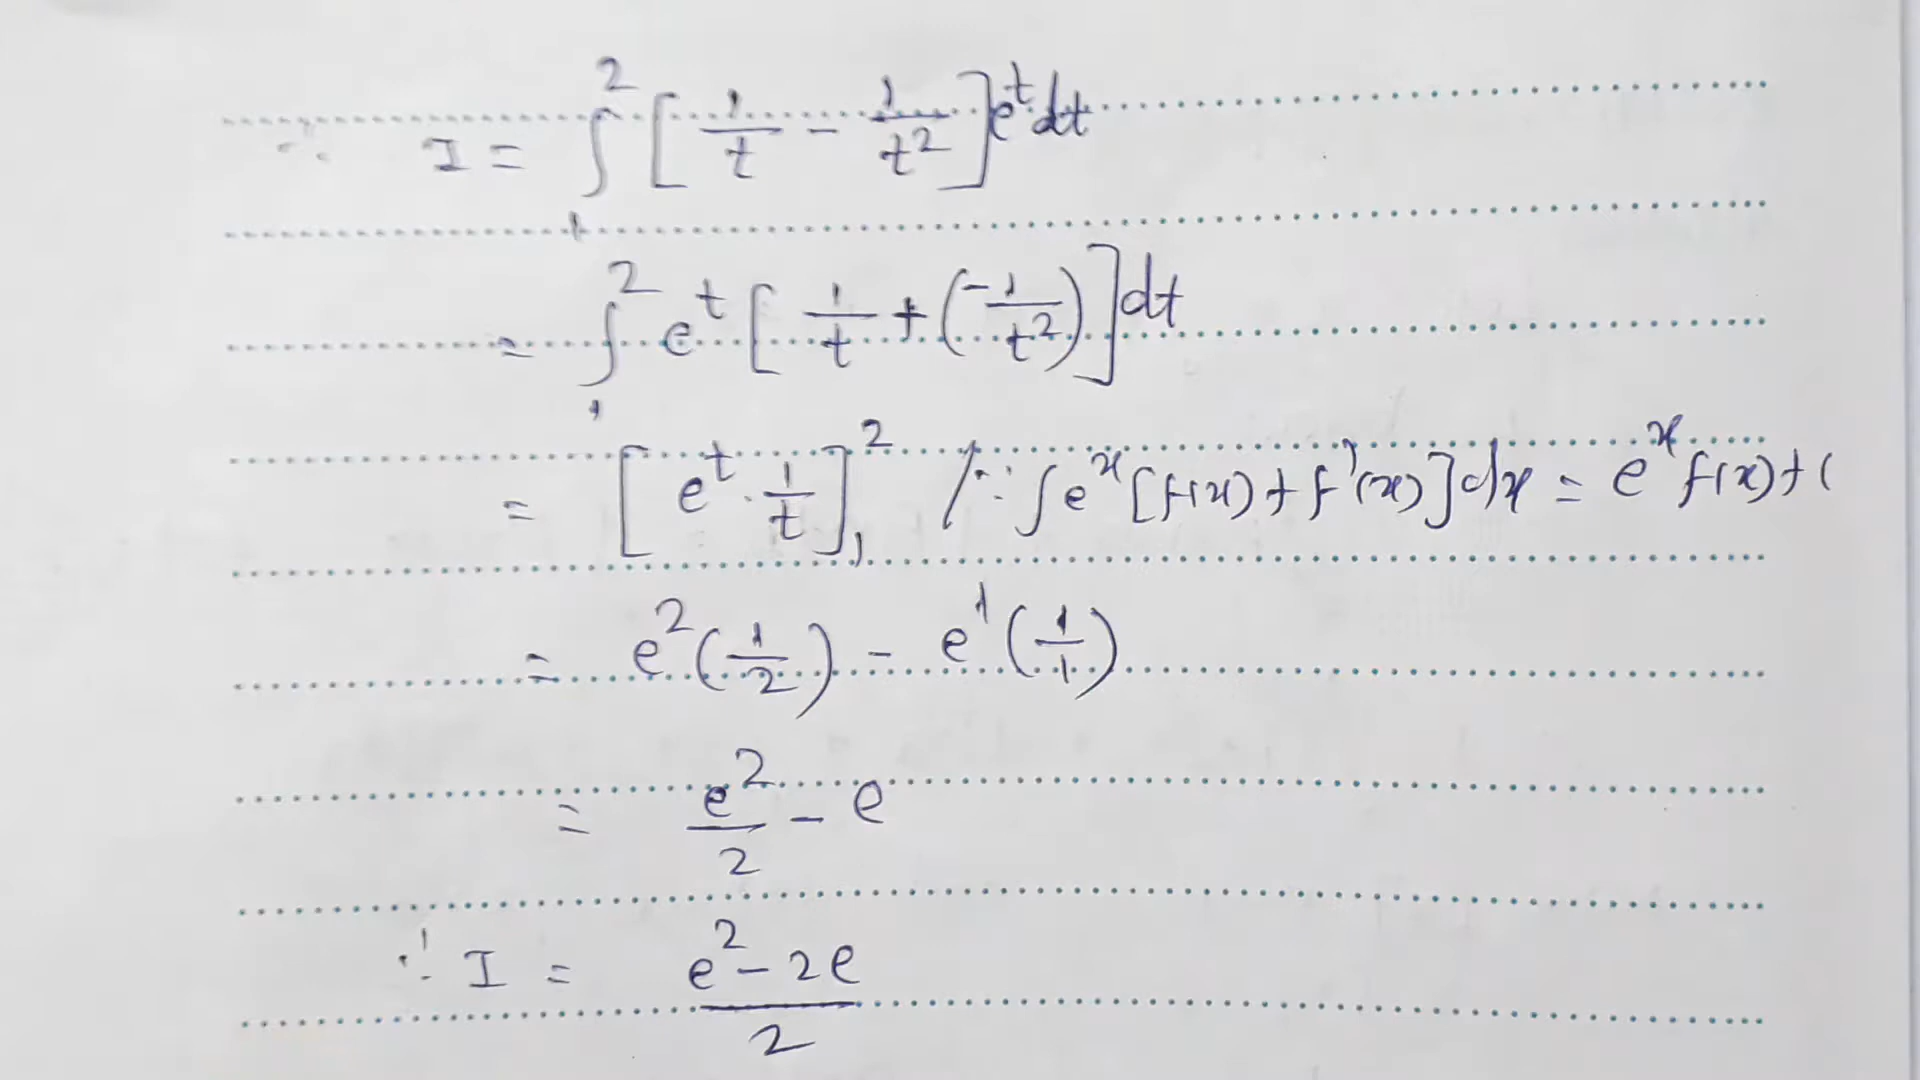 ∴ I = ∫₁² [1/t - 1/t²] eᵗ dt
= ∫₁² eᵗ [1/t + (-1/t²)] dt
= [eᵗ · 1/t]₁² / ∵ ∫eˣ[f(x) + f'(x)]dx = eˣ f(x) + (
= e²(1/2) - e¹(1/1)
= e²/2 - e
∴ I = (e² - 2e)/2